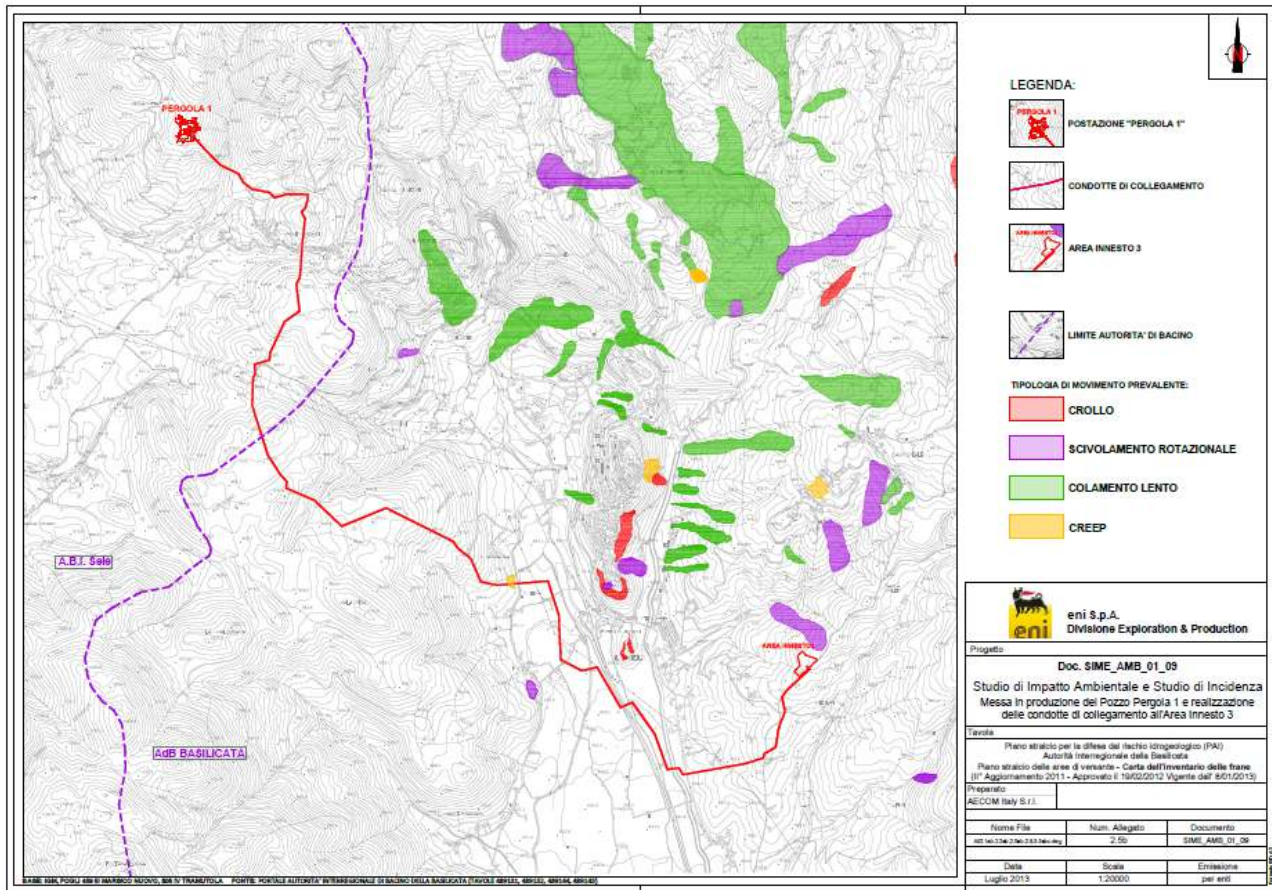 PERGOLA 1
A.B.I. Sele
AdB BASILICATA
AREA INNESTO 3
LEGENDA:
PERGOLA 1
POSTAZIONE "PERGOLA 1"
CONDOTTE DI COLLEGAMENTO
AREA INNESTO 3
LIMITE AUTORITA' DI BACINO
TIPOLOGIA DI MOVIMENTO PREVALENTE:
CROLLO
SCIVOLAMENTO ROTAZIONALE
COLAMENTO LENTO
CREEP
eni
eni S.p.A.
Divisione Exploration & Production
Progetto
Doc. SIME_AMB_01_09
Studio di Impatto Ambientale e Studio di Incidenza
Messa in produzione del Pozzo Pergola 1 e realizzazione
delle condotte di collegamento all'Area Innesto 3
Tavola
Piano stralcio per la difesa dal rischio idrogeologico (PAI)
Autorità Interregionale della Basilicata
Piano stralcio delle aree di versante - Carta dell'inventario delle frane
(II° Aggiornamento 2011 - Approvato il 19/02/2012 Vigente dall' 8/01/2013)
Preparato
AECOM Italy S.r.l.
Nome File
Num. Allegato
Documento
2.5b
SIME_AMB_01_09
Data
Scala
Emissione
Luglio 2013
1:20000
per enti